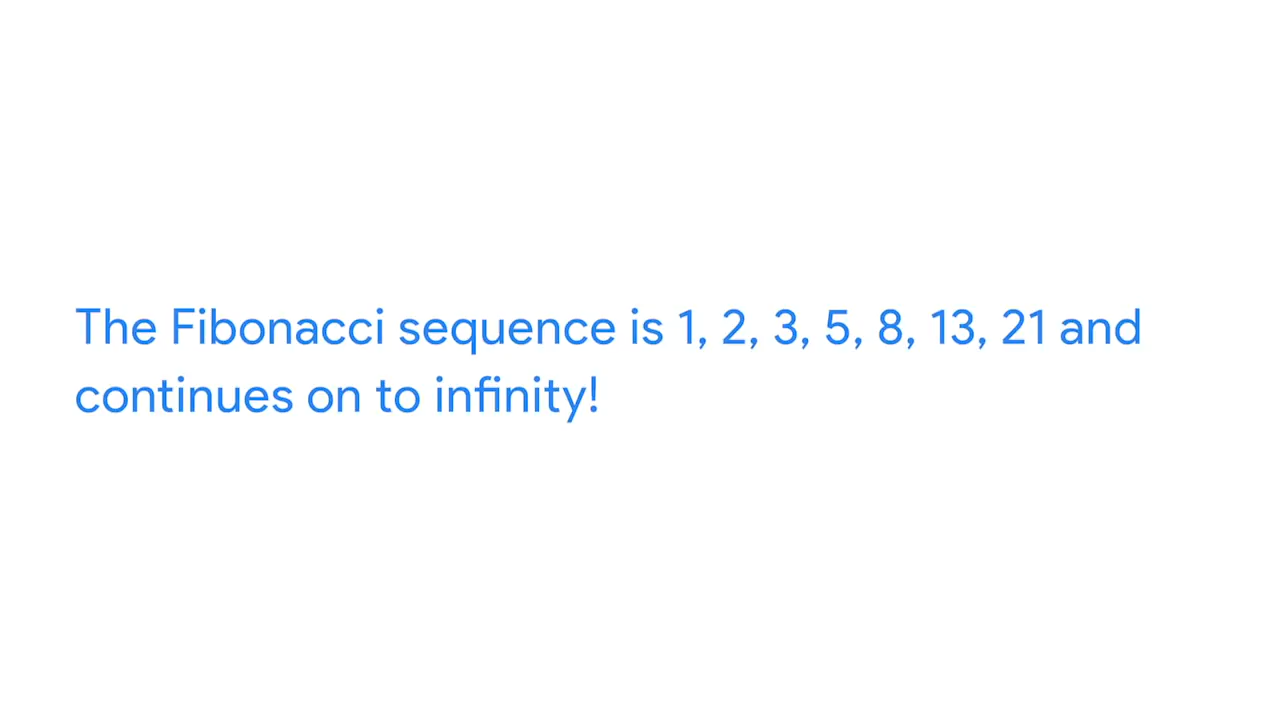 The Fibonacci sequence is 1, 2, 3, 5, 8, 13, 21 and
continues on to infinity!